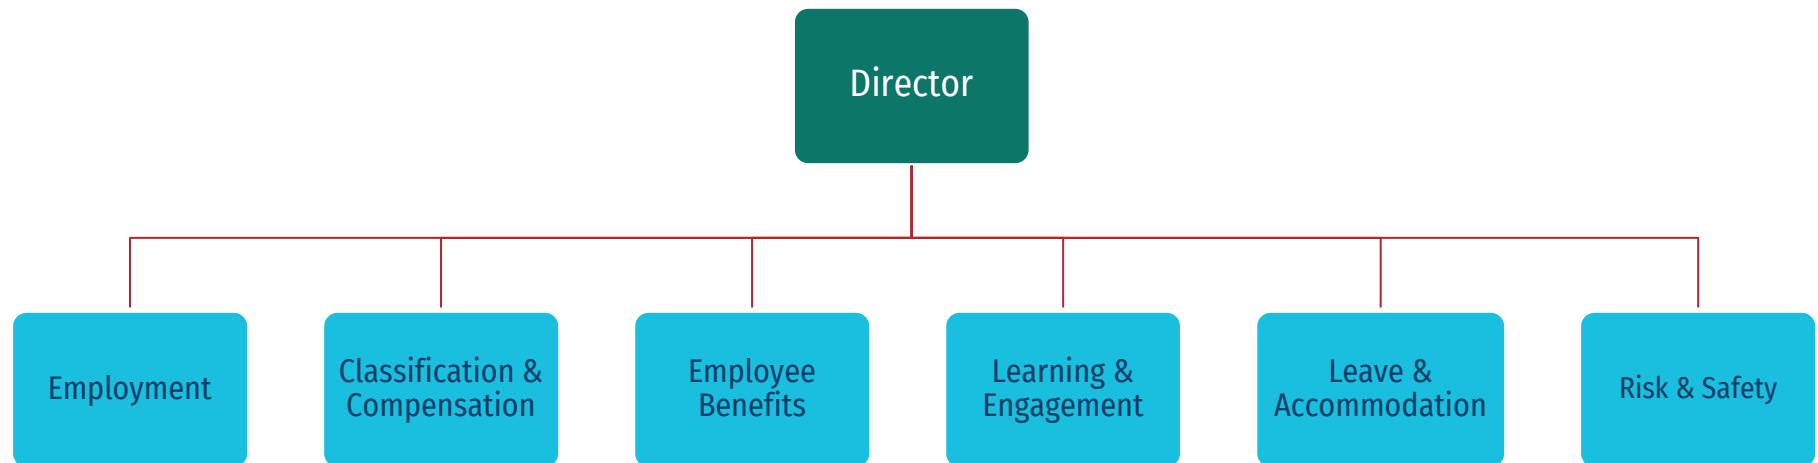 Director
Employment
Classification &
Compensation
Employee
Benefits
Learning &
Engagement
Leave &
Accommodation
Risk & Safety